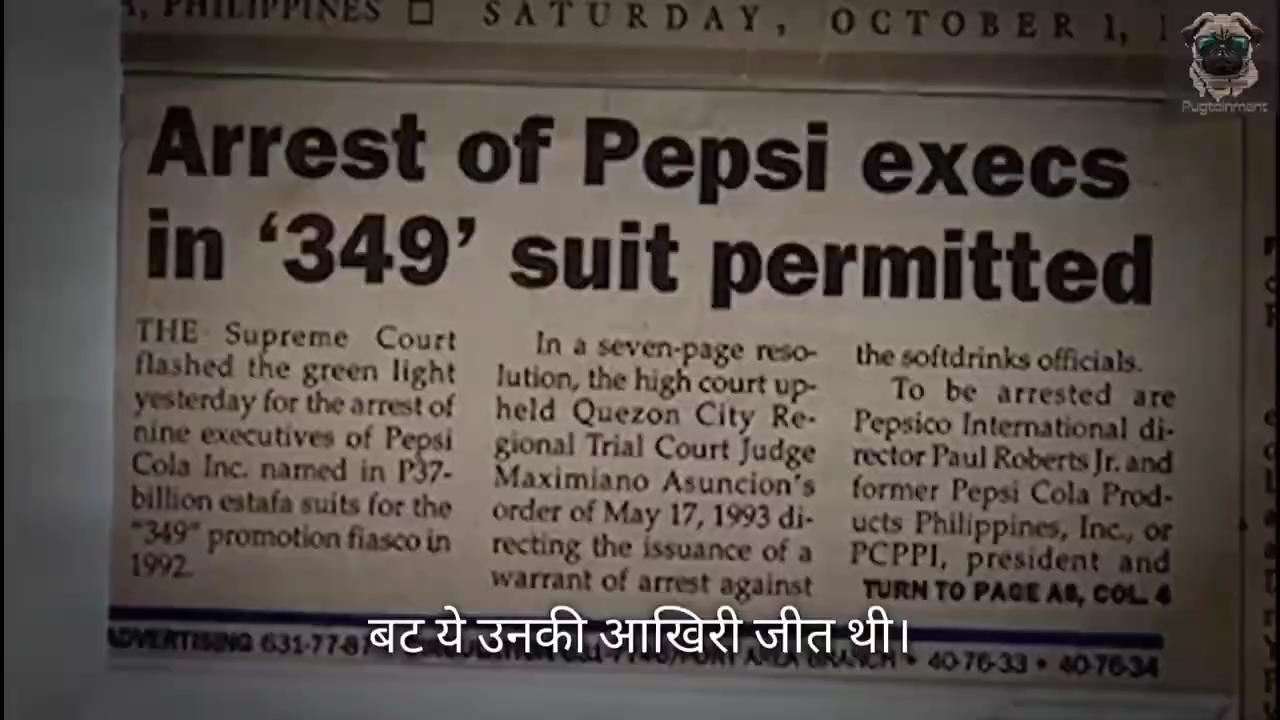 PHILIPPINES □ SATURDAY, OCTOBER 1,
Pugtainment
Arrest of Pepsi execs
in ‘349’ suit permitted
THE Supreme Court
flashed the green light
yesterday for the arrest of
nine executives of Pepsi
Cola Inc. named in P37-
billion estafa suits for the
"349" promotion fiasco in
1992.
In a seven-page reso-
lution, the high court up-
held Quezon City Re-
gional Trial Court Judge
Maximiano Asuncion's
order of May 17, 1993 di-
recting the issuance of a
warrant of arrest against
the softdrinks officials.
To be arrested are
Pepsico International di-
rector Paul Roberts Jr. and
former Pepsi Cola Prod-
ucts Philippines, Inc., or
PCPPI, president and
TURN TO PAGE A8, COL. 4
ADVERTISING 631-77-8 BRANCH • 40-76-33 • 40-76-34
बट ये उनकी आखिरी जीत थी।